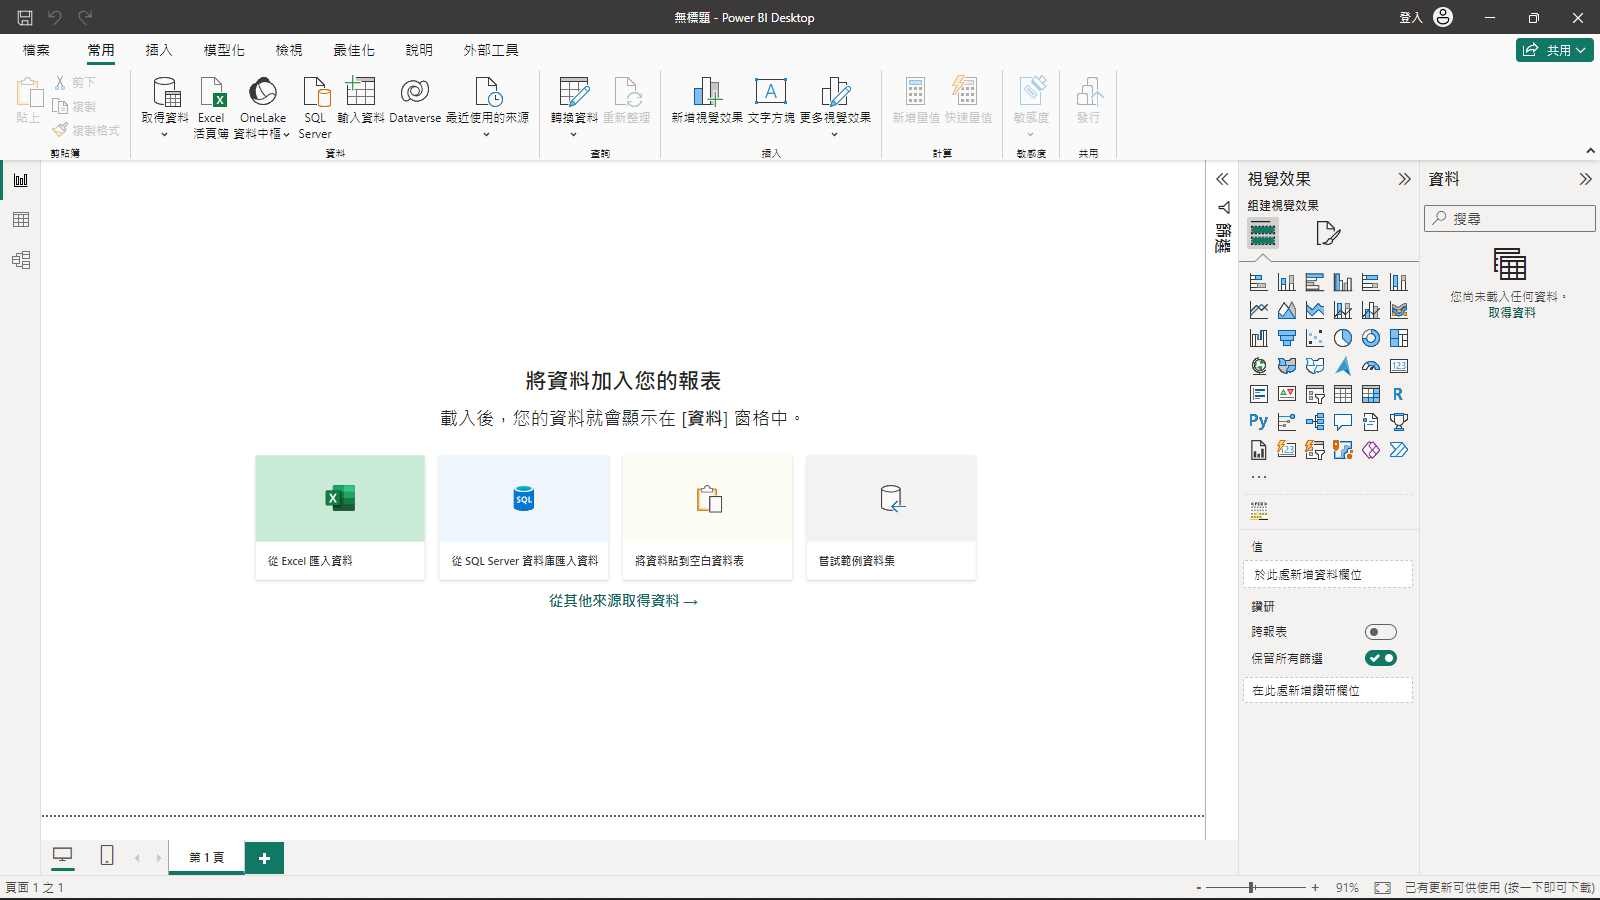 無標題 - Power BI Desktop
登入
檔案 常用 插入 模型化 檢視 最佳化 說明 外部工具
共用
貼上
剪下
複製
複製格式
剪貼簿
取得資料
Excel
活頁簿
OneLake
資料中樞
SQL
Server
輸入資料
Dataverse
最近使用的來源
資料
轉換資料
重新整理
查詢
新增視覺效果
文字方塊
更多視覺效果
插入
新增量值
快速量值
計算
敏感度
敏感度
發行
共用
篩選
視覺效果
組建視覺效果
123
R
Py
123
...
值
於此處新增資料欄位
鑽研
跨報表
保留所有篩選
在此處新增鑽研欄位
資料
搜尋
您尚未載入任何資料。
取得資料
將資料加入您的報表
載入後，您的資料就會顯示在 [資料] 窗格中。
SQL
從 Excel 匯入資料
從 SQL Server 資料庫匯入資料
將資料貼到空白資料表
嘗試範例資料集
從其他來源取得資料 →
第 1 頁
頁面 1 之 1
- + 91%
已有更新可供使用 (按一下即可下載)